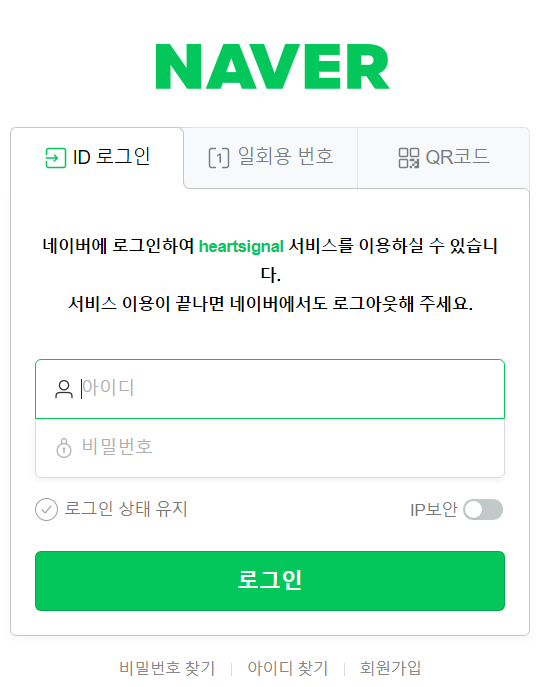 NAVER
ID 로그인
1 일회용 번호
QR코드
네이버에 로그인하여 heartsignal 서비스를 이용하실 수 있습니
다.
서비스 이용이 끝나면 네이버에서도 로그아웃해 주세요.
아이디
비밀번호
로그인 상태 유지
IP보안
로그인
비밀번호 찾기 | 아이디 찾기 | 회원가입